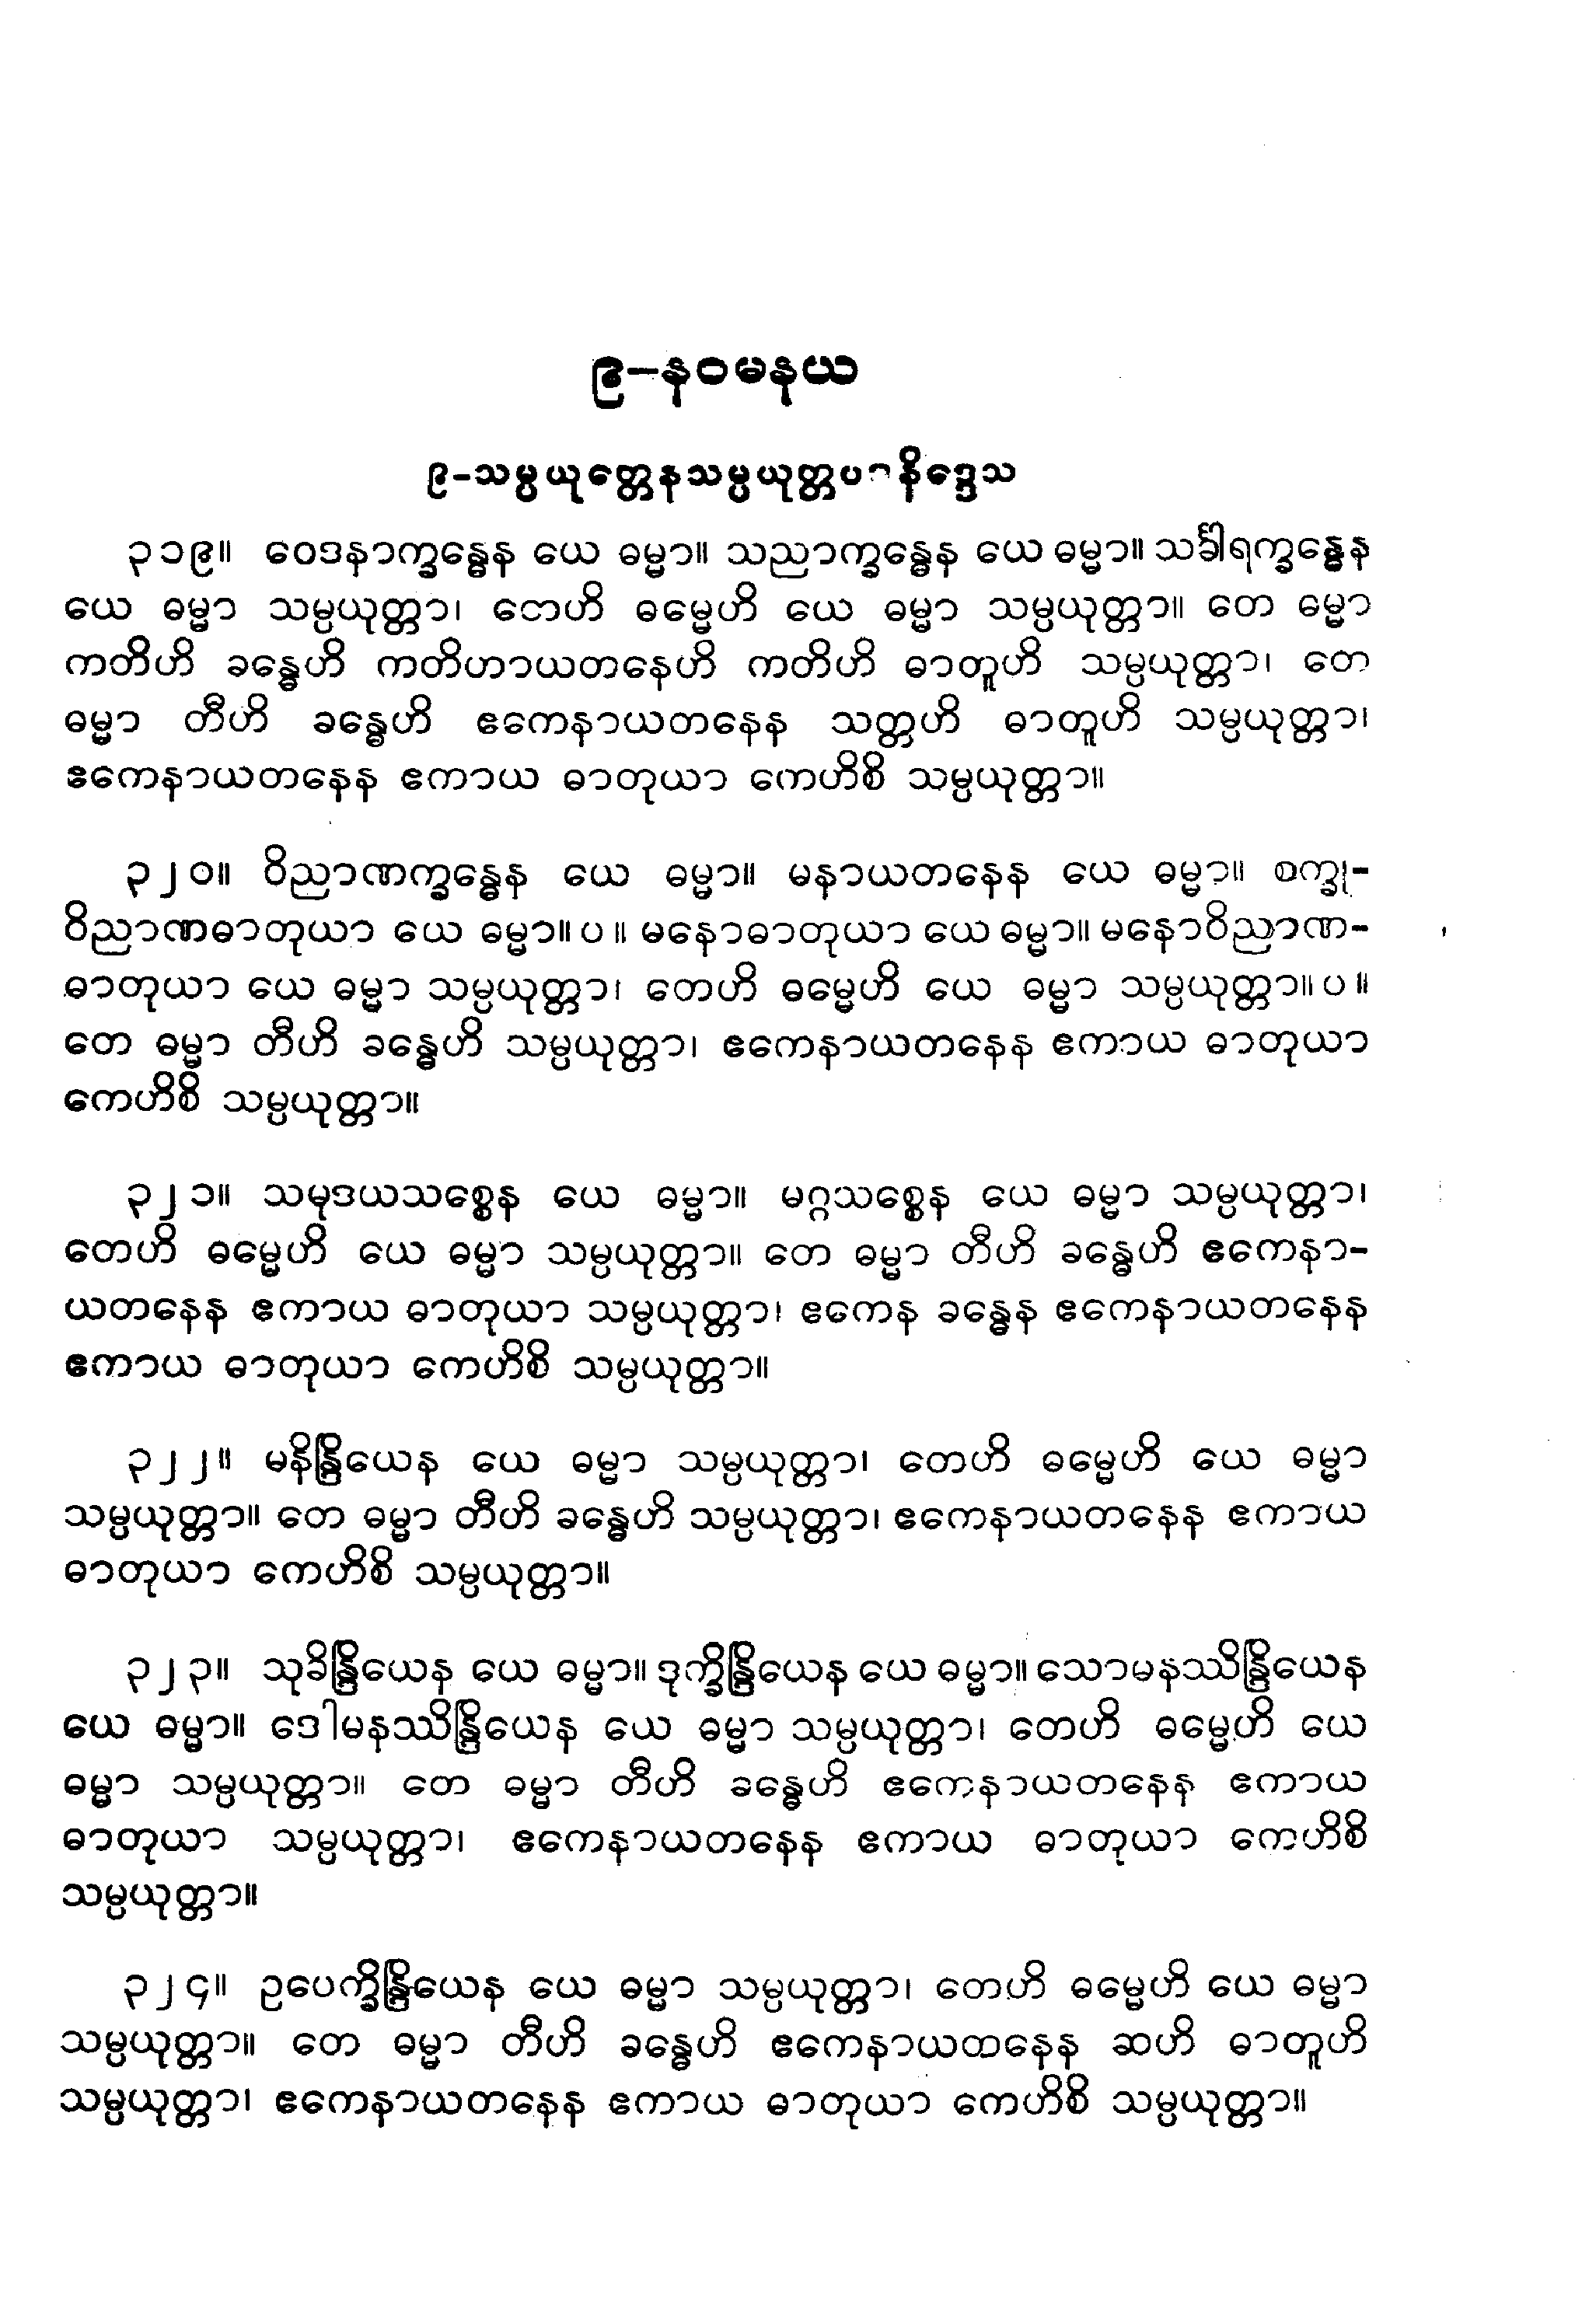 ၉–နဝမနယ
၉-သမ္ပယုတ္တေနသမ္ပယုတ္တပဒနိဒ္ဒေသ
၃၁၉။ ဝေဒနာက္ခန္ဓေန ယေ ဓမ္မာ။ သညာက္ခန္ဓေန ယေ ဓမ္မာ။ သင်္ခါရက္ခန္ဓေန
ယေ ဓမ္မာ သမ္ပယုတ္တာ၊ တေဟိ ဓမ္မေဟိ ယေ ဓမ္မာ သမ္ပယုတ္တာ။ တေ ဓမ္မာ
ကတိဟိ ခန္ဓေဟိ ကတိဟာယတနေဟိ ကတိဟိ ဓာတူဟိ သမ္ပယုတ္တာ၊ တေ
ဓမ္မာ တီဟိ ခန္ဓေဟိ ဧကေနာယတနေန သတ္တဟိ ဓာတူဟိ သမ္ပယုတ္တာ၊
ဧကေနာယတနေန ဧကာယ ဓာတုယာ ကေဟိစိ သမ္ပယုတ္တာ။
၃၂၀။ ဝိညာဏက္ခန္ဓေန ယေ ဓမ္မာ။ မနာယတနေန ယေ ဓမ္မာ။ စက္ခု-
ဝိညာဏဓာတုယာ ယေ ဓမ္မာ။ ပ ။ မနောဓာတုယာ ယေ ဓမ္မာ။ မနောဝိညာဏ-
ဓာတုယာ ယေ ဓမ္မာ သမ္ပယုတ္တာ၊ တေဟိ ဓမ္မေဟိ ယေ ဓမ္မာ သမ္ပယုတ္တာ။ ပ ။
တေ ဓမ္မာ တီဟိ ခန္ဓေဟိ သမ္ပယုတ္တာ၊ ဧကေနာယတနေန ဧကာယ ဓာတုယာ
ကေဟိစိ သမ္ပယုတ္တာ။
၃၂၁။ သမုဒယသစ္စေန ယေ ဓမ္မာ။ မဂ္ဂသစ္စေန ယေ ဓမ္မာ သမ္ပယုတ္တာ၊
တေဟိ ဓမ္မေဟိ ယေ ဓမ္မာ သမ္ပယုတ္တာ။ တေ ဓမ္မာ တီဟိ ခန္ဓေဟိ ဧကေနာ-
ယတနေန ဧကာယ ဓာတုယာ သမ္ပယုတ္တာ၊ ဧကေန ခန္ဓေန ဧကေနာယတနေန
ဧကာယ ဓာတုယာ ကေဟိစိ သမ္ပယုတ္တာ။
၃၂၂။ မနိန္ဒြိယေန ယေ ဓမ္မာ သမ္ပယုတ္တာ၊ တေဟိ ဓမ္မေဟိ ယေ ဓမ္မာ
သမ္ပယုတ္တာ။ တေ ဓမ္မာ တီဟိ ခန္ဓေဟိ သမ္ပယုတ္တာ၊ ဧကေနာယတနေန ဧကာယ
ဓာတုယာ ကေဟိစိ သမ္ပယုတ္တာ။
၃၂၃။ သုခိန္ဒြိယေန ယေ ဓမ္မာ။ ဒုက္ခိန္ဒြိယေန ယေ ဓမ္မာ။ သောမနဿိန္ဒြိယေန
ယေ ဓမ္မာ။ ဒေါမနဿိန္ဒြိယေန ယေ ဓမ္မာ သမ္ပယုတ္တာ၊ တေဟိ ဓမ္မေဟိ ယေ
ဓမ္မာ သမ္ပယုတ္တာ။ တေ ဓမ္မာ တီဟိ ခန္ဓေဟိ ဧကေနာယတနေန ဧကာယ
ဓာတုယာ သမ္ပယုတ္တာ၊ ဧကေနာယတနေန ဧကာယ ဓာတုယာ ကေဟိစိ
သမ္ပယုတ္တာ။
၃၂၄။ ဥပေက္ခိန္ဒြိယေန ယေ ဓမ္မာ သမ္ပယုတ္တာ၊ တေဟိ ဓမ္မေဟိ ယေ ဓမ္မာ
သမ္ပယုတ္တာ။ တေ ဓမ္မာ တီဟိ ခန္ဓေဟိ ဧကေနာယတနေန ဆဟိ ဓာတူဟိ
သမ္ပယုတ္တာ၊ ဧကေနာယတနေန ဧကာယ ဓာတုယာ ကေဟိစိ သမ္ပယုတ္တာ။